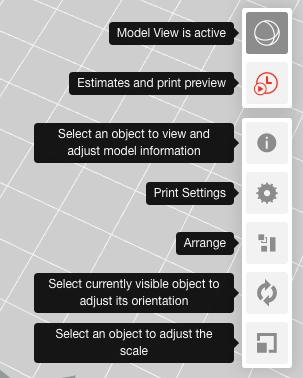 Model View is active
Estimates and print preview
Select an object to view and
adjust model information
Print Settings
Arrange
Select currently visible object to
adjust its orientation
Select an object to adjust the
scale